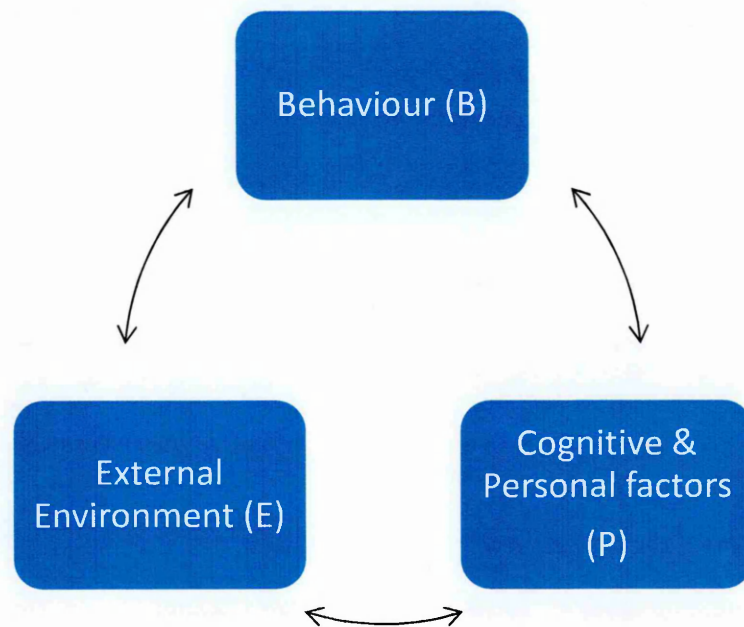 Behaviour (B)
External
Environment (E)
Cognitive &
Personal factors
(P)